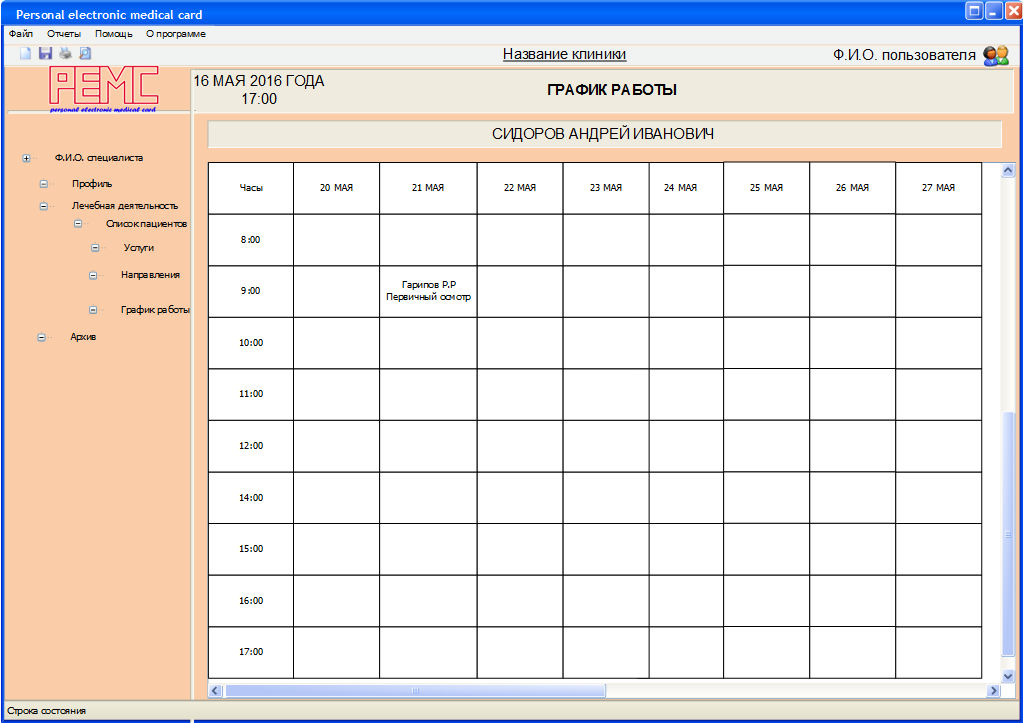 Personal electronic medical card
Файл Отчеты Помощь О программе
Название клиники
Ф.И.О. пользователя
PEMC
personal electronic medical card
16 МАЯ 2016 ГОДА
17:00
ГРАФИК РАБОТЫ
СИДОРОВ АНДРЕЙ ИВАНОВИЧ
Ф.И.О. специалиста
Профиль
Лечебная деятельность
Список пациентов
Услуги
Направления
График работы
Архив
Часы 20 МАЯ 21 МАЯ 22 МАЯ 23 МАЯ 24 МАЯ 25 МАЯ 26 МАЯ 27 МАЯ
8:00
9:00
Гарипов Р.Р
Первичный осмотр
10:00
11:00
12:00
14:00
15:00
16:00
17:00
Строка состояния